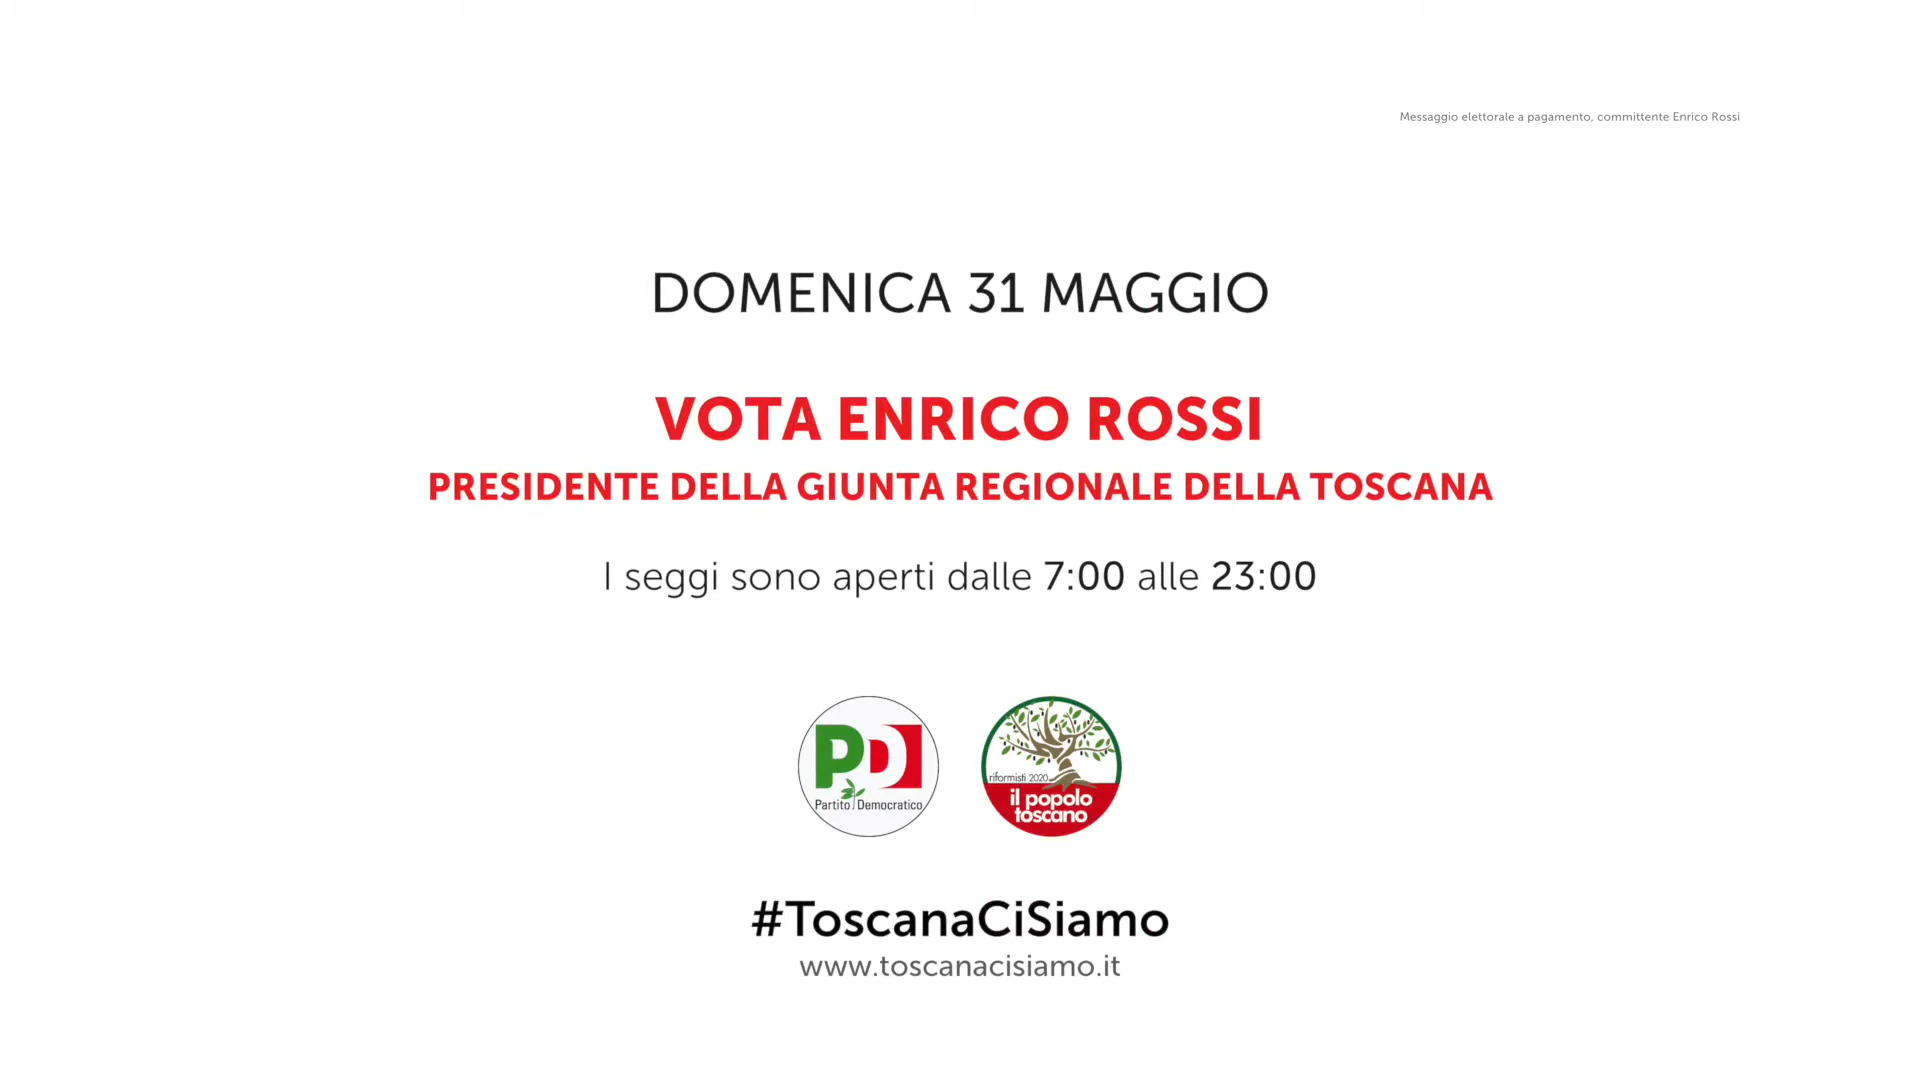 Messaggio elettorale a pagamento, committente Enrico Rossi
DOMENICA 31 MAGGIO
VOTA ENRICO ROSSI
PRESIDENTE DELLA GIUNTA REGIONALE DELLA TOSCANA
I seggi sono aperti dalle 7:00 alle 23:00
PD
Partito Democratico
riformisti 2020
il popolo
toscano
#ToscanaCiSiamo
www.toscanacisiamo.it